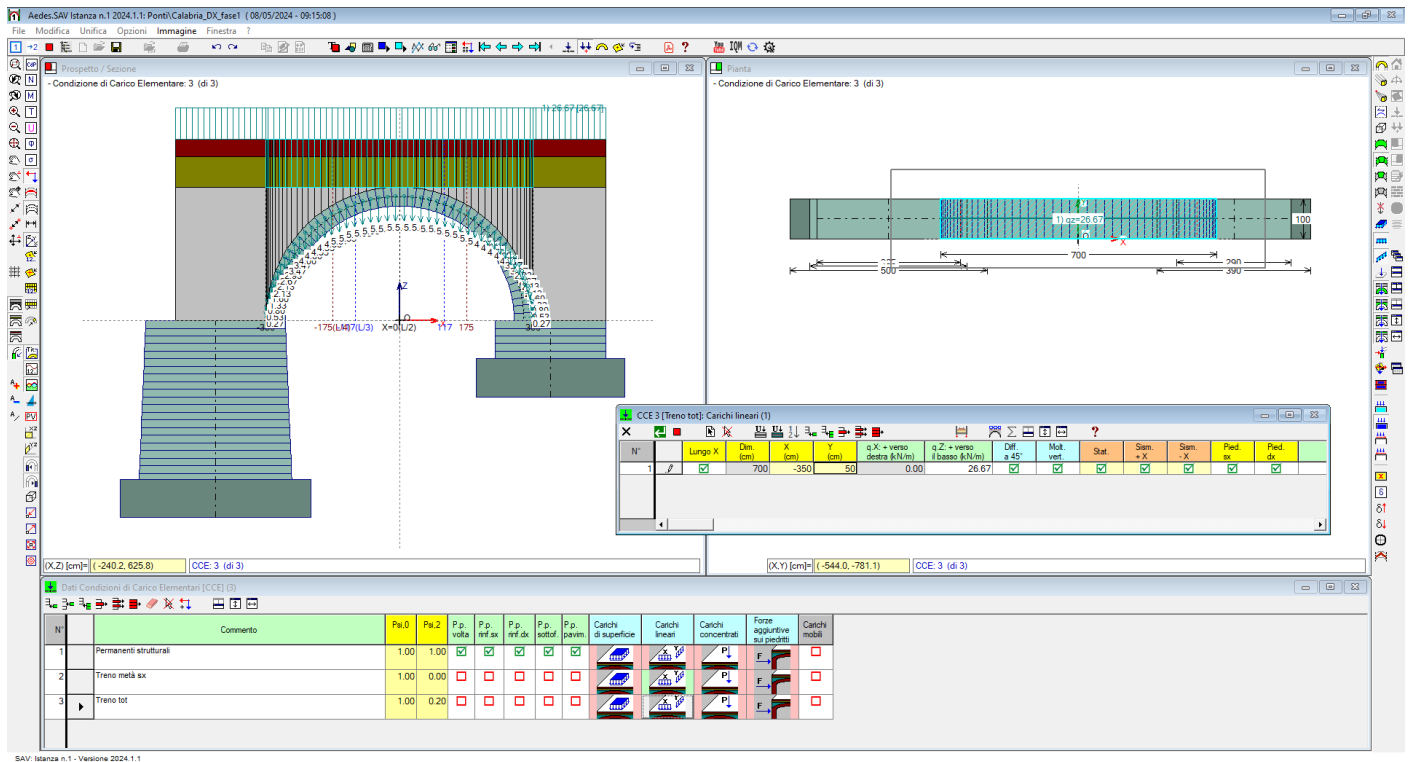 Aedes.SAV Istanza n.1 2024.1.1: Ponti\Calabria_DX_fase1 ( 08/05/2024 - 09:15:08 )
File Modifica Unifica Opzioni Immagine Finestra ?
Prospetto / Sezione
- Condizione di Carico Elementare: 3 (di 3)
1) 26.67 [26.67]
Z
O
X=0(L/2)
117 175
0.27
0.27
(X,Z) [cm]= ( -240.2, 625.8) CCE: 3 (di 3)
Pianta
- Condizione di Carico Elementare: 3 (di 3)
1) qz=26.67
X
100
700
500
290
390
(X,Y) [cm]= ( -544.0, -781.1) CCE: 3 (di 3)
CCE 3 [Treno tot]: Carichi lineari (1)
N° Lungo X Dim. (cm) X (cm) Y (cm) q.X: + verso destra (kN/m) q.Z: + verso il basso (kN/m) Diff. a 45° Molt. vert. Stat. Sism. + X Sism. - X Pied. sx Pied. dx
1 700 -350 50 0.00 26.67
Dati Condizioni di Carico Elementari [CCE] (3)
N° Commento Psi,0 Psi,2 P.p. volta P.p. rinf.sx P.p. rinf.dx P.p. sottof. P.p. pavim. Carichi di superficie Carichi lineari Carichi concentrati Forze aggiuntive sui piedritti Carichi mobili
1 Permanenti strutturali 1.00 1.00
2 Treno metà sx 1.00 0.00
3 Treno tot 1.00 0.20
SAV: Istanza n.1 - Versione 2024.1.1